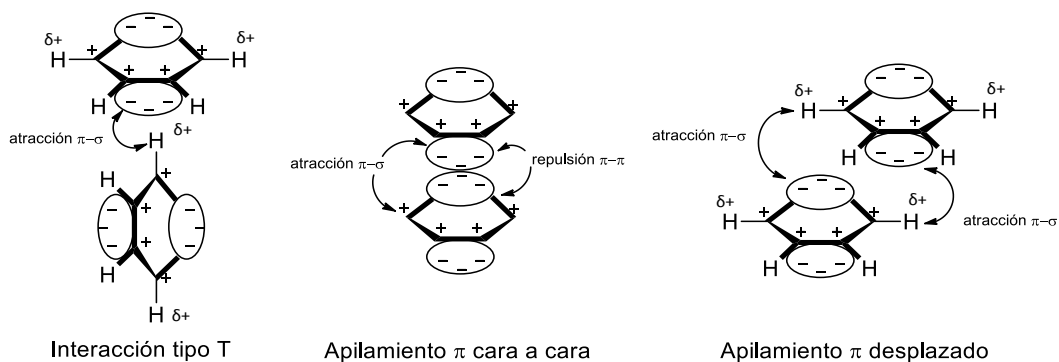 δ+ δ+
H H
H H
δ+
H
atracción π–σ
H
H
H δ+
Interacción tipo T
atracción π–σ
repulsión π–π
Apilamiento π cara a cara
δ+ δ+
H H
H H
atracción π–σ
δ+ δ+
H H
atracción π–σ
H H
Apilamiento π desplazado